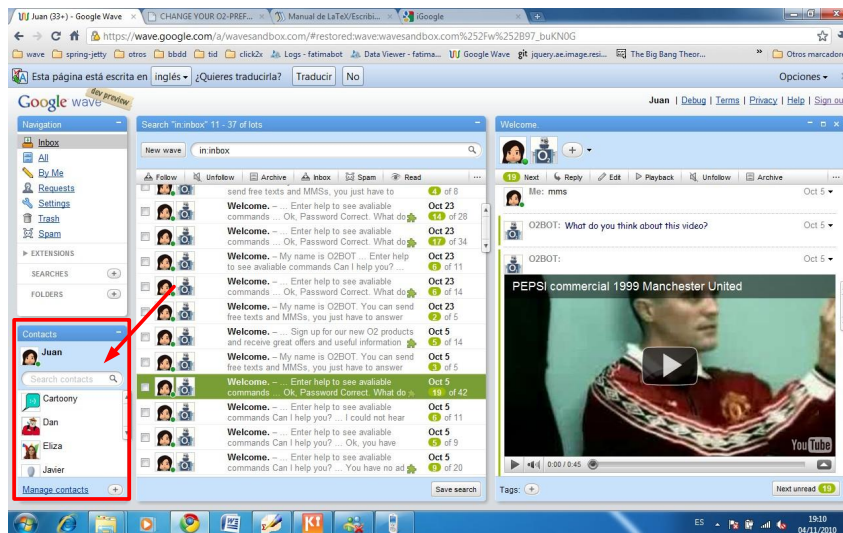 Juan (33+) - Google Wave
CHANGE YOUR O2-PREF...
Manual de LaTeX/Escribi...
iGoogle
https://wave.google.com/a/wavesandbox.com/#restored:wave:wavesandbox.com%252Fw%252B97_buKN0G
wave
spring-jetty
otros
bbdd
tid
click2x
Logs - fatimabot
Data Viewer - fatima...
Google Wave
git jquery.ae.image.resi...
The Big Bang Theor...
»
Otros marcador
Esta página está escrita en inglés ¿Quieres traducirla? Traducir No
Opciones
Google wave
dev preview
Juan | Debug | Terms | Privacy | Help | Sign ou
Navigation
Inbox
All
By Me
Requests
Settings
Trash
Spam
EXTENSIONS
SEARCHES
FOLDERS
Contacts
Juan
Search contacts
Cartoony
Dan
Eliza
Javier
Manage contacts
Search "in:inbox" 11 - 37 of lots
New wave
in:inbox
Follow Unfollow Archive Inbox Spam Read ...
send free texts and MMSs, you just have to 4 of 8
Welcome. – ... Enter help to see avaliable Oct 23
commands ... Ok, Password Correct. What do 14 of 28
Welcome. – ... Enter help to see avaliable Oct 23
commands ... Ok, Password Correct. What do 17 of 34
Welcome. – My name is O2BOT ... Enter help Oct 23
to see avaliable commands Can I help you? ... 6 of 11
Welcome. – ... Enter help to see avaliable Oct 23
commands ... Ok, Password Correct. What do of 14
Welcome. – My name is O2BOT. You can send Oct 23
free texts and MMSs, you just have to answer 2 of 5
Welcome. – ... Sign up for our new O2 products Oct 5
and receive great offers and useful information 5 of 14
Welcome. – My name is O2BOT. You can send Oct 5
free texts and MMSs, you just have to answer of 5
Welcome. – ... Enter help to see avaliable Oct 5
commands ... Ok, Password Correct. What do 19 of 42
Welcome. – ... Enter help to see avaliable Oct 5
commands Can I help you? ... I could not hear of 11
Welcome. – ... Enter help to see avaliable Oct 5
commands Can I help you? ... Ok, you have 5 of 9
Welcome. – ... Enter help to see avaliable Oct 5
commands Can I help you? ... You have no ad 9 of 20
Save search
Welcome.
19 Next Reply Edit Playback Unfollow Archive ...
Me: mms Oct 5
O2BOT: What do you think about this video? Oct 5
O2BOT: Oct 5
PEPSI commercial 1999 Manchester United
You Tube
0:00 / 0:45
Tags:
Next unread 19
ES
19:10
04/11/2010